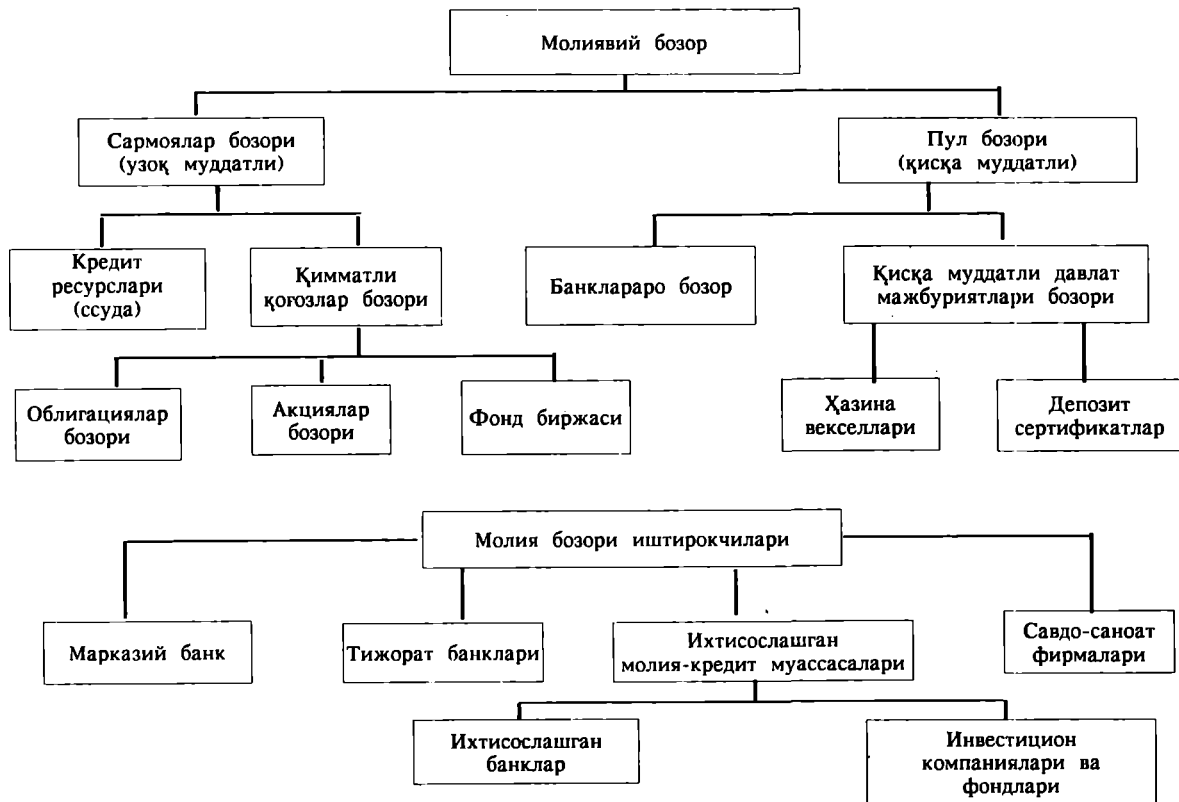 Молиявий бозор
Сармоялар бозори
(узоқ муддатли)
Пул бозори
(қисқа муддатли)
Кредит
ресурслари
(ссуда)
Қимматли
қоғозлар бозори
Банклараро бозор
Қисқа муддатли давлат
мажбуриятлари бозори
Облигациялар
бозори
Акциялар
бозори
Фонд биржаси
Ҳазина
векселлари
Депозит
сертификатлар
Молия бозори иштирокчилари
Марказий банк
Тижорат банклари
Ихтисослашган
молия-кредит муассасалари
Савдо-саноат
фирмалари
Ихтисослашган
банклар
Инвестицион
компаниялари ва
фондлари